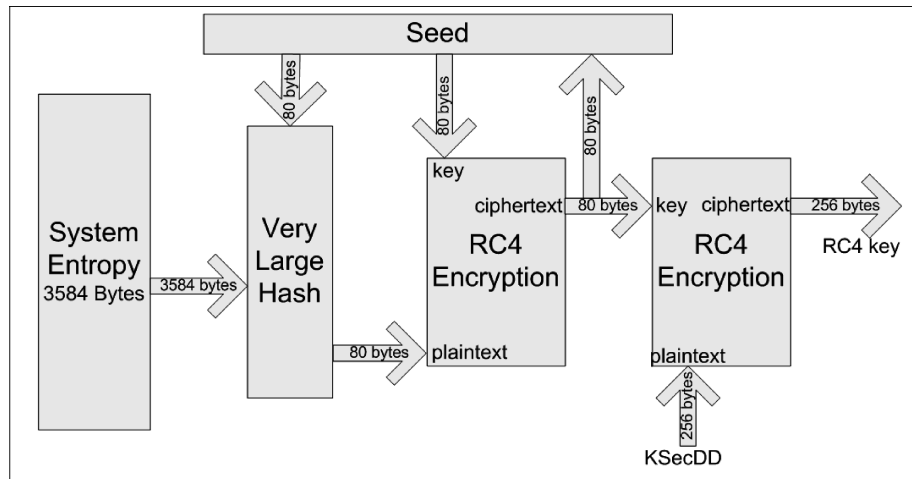 Seed
80 bytes
80 bytes
80 bytes
System
Entropy
3584 Bytes
3584 bytes
Very
Large
Hash
80 bytes
key
ciphertext
RC4
Encryption
plaintext
80 bytes
key
ciphertext
RC4
Encryption
plaintext
256 bytes
RC4 key
256 bytes
KSecDD